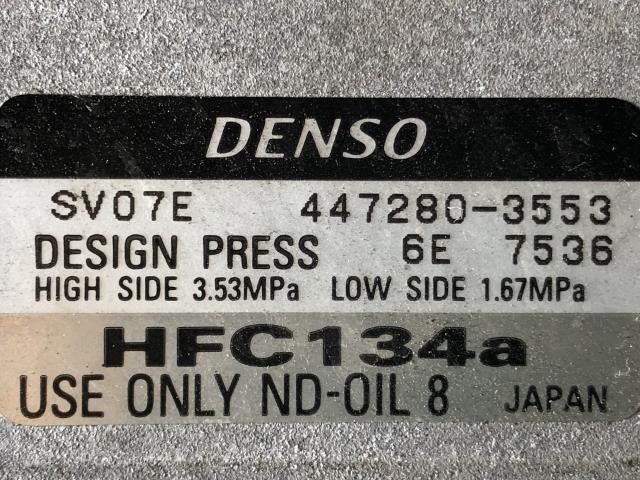 DENSO
SV07E 447280-3553
DESIGN PRESS 6E 7536
HIGH SIDE 3.53MPa LOW SIDE 1.67MPa
HFC134a
USE ONLY ND-OIL 8 JAPAN